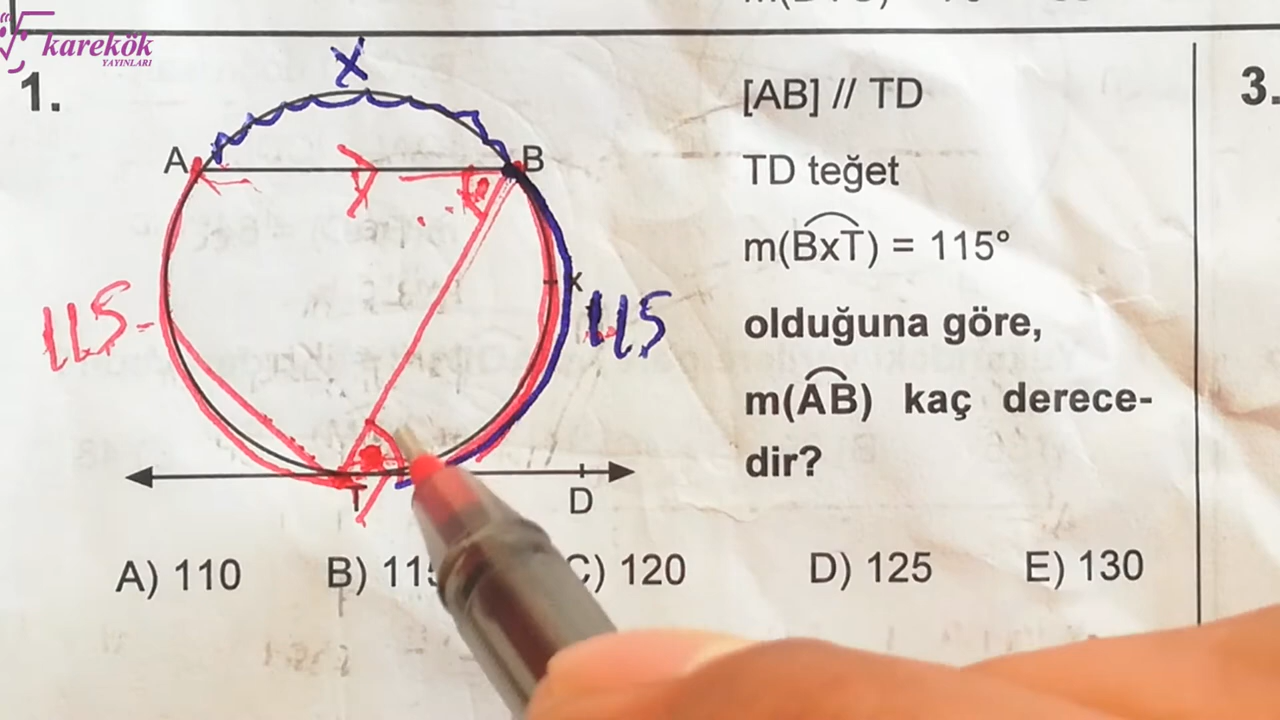 karekök
YAYINLARI
1.
X
A
B
[AB] // TD
3.
TD teğet
m(BxT) = 115°
x
115
115
olduğuna göre,
m(AB) kaç derece-
dir?
T
D
A) 110
B) 115
C) 120
D) 125
E) 130